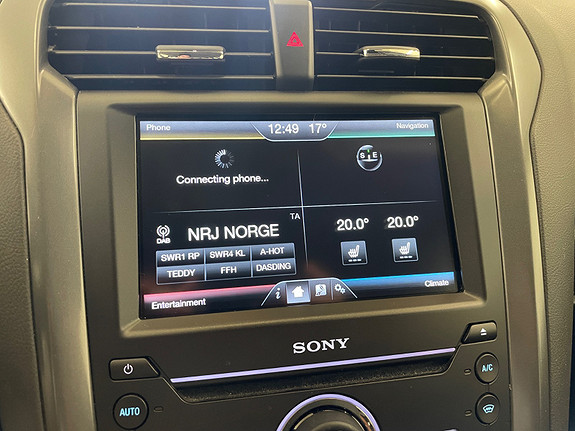 Phone
12:49 17°
Navigation
Connecting phone...
S E
TA
DAB
NRJ NORGE
SWR1 RP SWR4 KL A-HOT
TEDDY FFH DASDING
20.0° 20.0°
Entertainment
i
Climate
SONY
AUTO
A/C